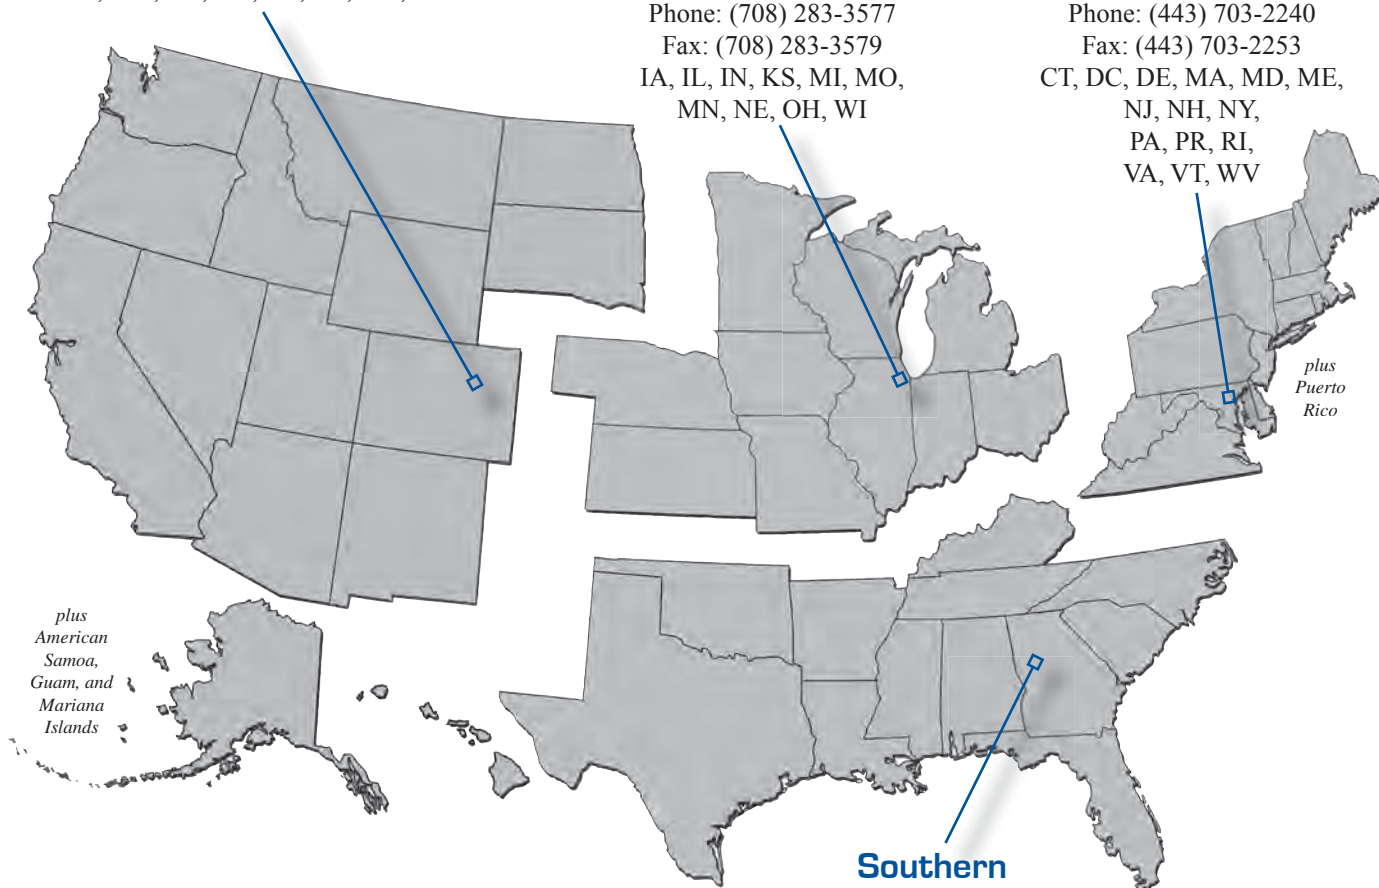 Phone: (708) 283-3577
Fax: (708) 283-3579
IA, IL, IN, KS, MI, MO,
MN, NE, OH, WI
Phone: (443) 703-2240
Fax: (443) 703-2253
CT, DC, DE, MA, MD, ME,
NJ, NH, NY,
PA, PR, RI,
VA, VT, WV
plus
Puerto
Rico
plus
American
Samoa,
Guam, and
Mariana
Islands
Southern